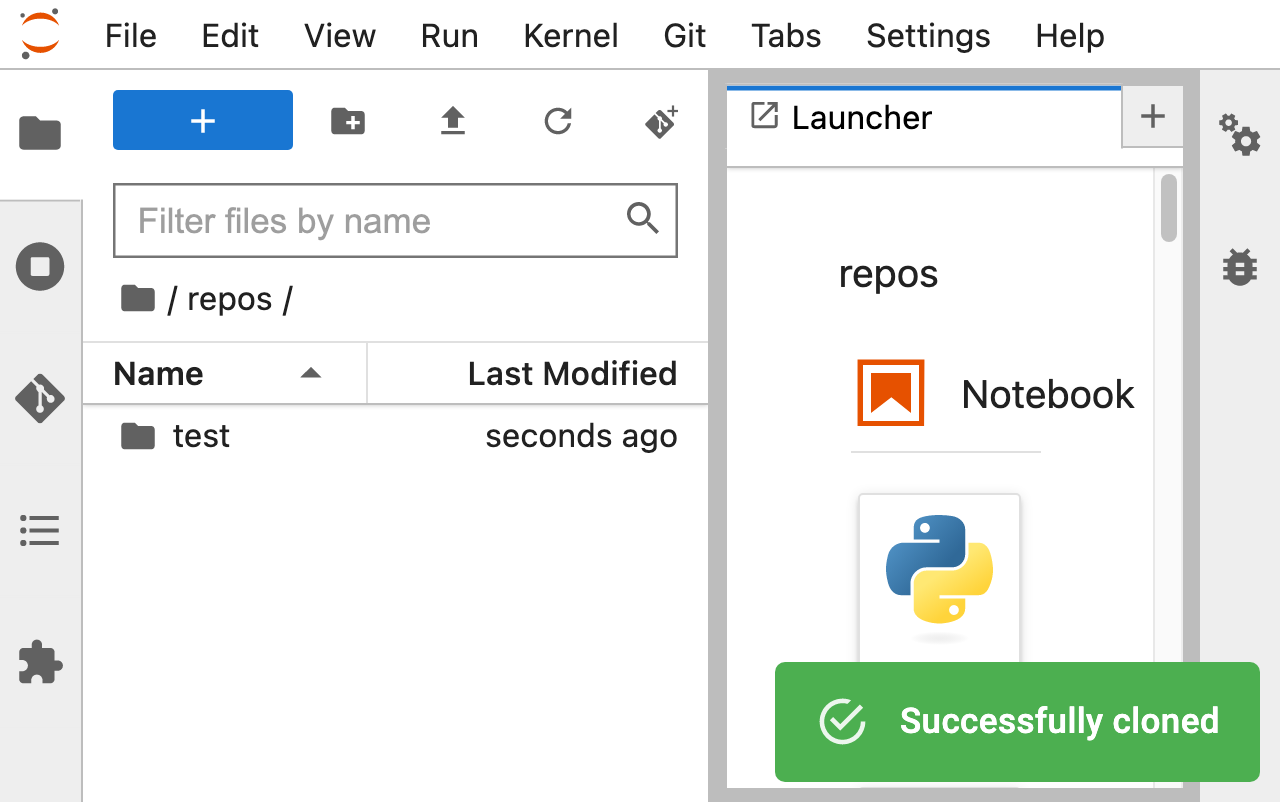 File Edit View Run Kernel Git Tabs Settings Help
+
Launcher
+
Filter files by name
/ repos /
Name
Last Modified
test
seconds ago
repos
Notebook
Successfully cloned